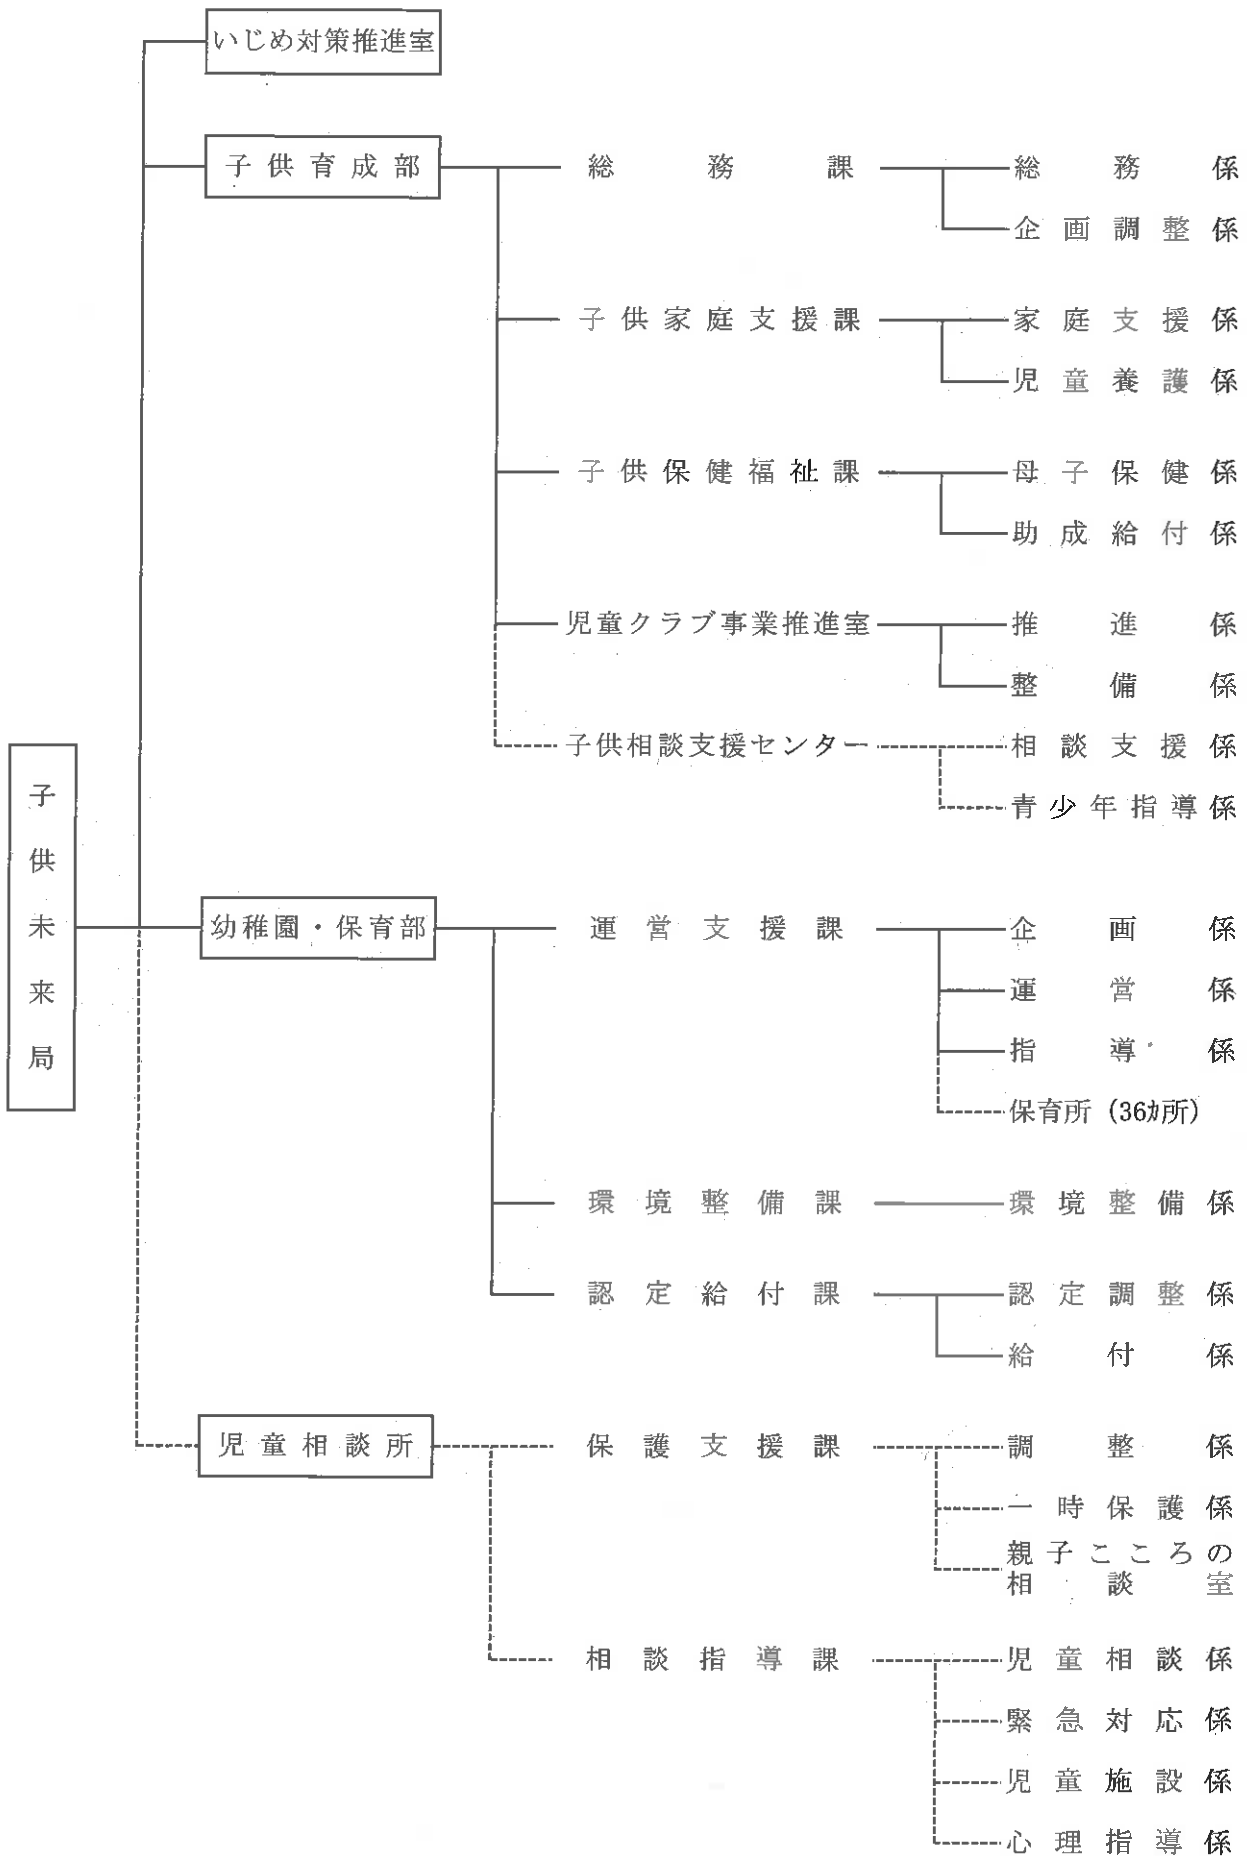 いじめ対策推進室
子供育成部 総務課 総務係
企画調整係
子供家庭支援課 家庭支援係
児童養護係
子供保健福祉課 母子保健係
助成給付係
児童クラブ事業推進室 推進係
整備係
子供相談支援センター 相談支援係
青少年指導係
子供未来局
幼稚園・保育部 運営支援課 企画係
運営係
指導係
保育所(36ｶ所)
環境整備課 環境整備係
認定給付課 認定調整係
給付係
児童相談所 保護支援課 調整係
一時保護係
親子こころの
相談室
相談指導課 児童相談係
緊急対応係
児童施設係
心理指導係